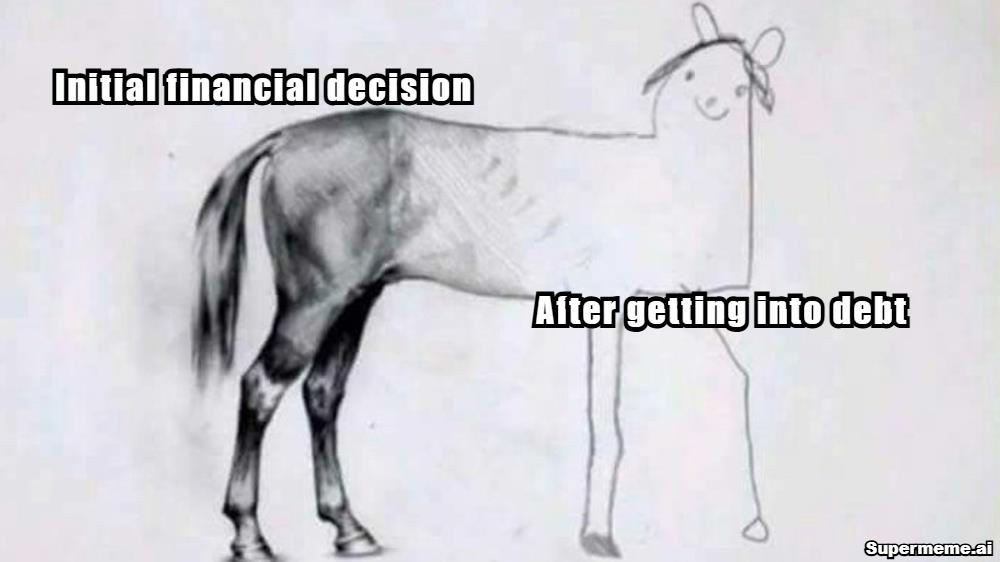 Initial financial decision
After getting into debt
Supermeme.ai